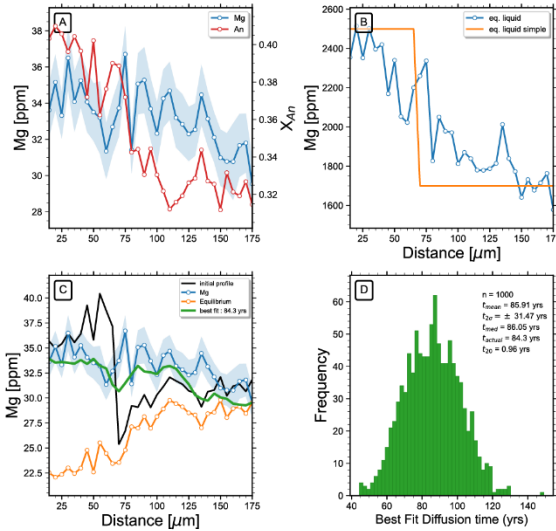 A
Mg
An
38
36
34
32
30
28
0.40
0.38
0.36
0.34
0.32
Mg [ppm]
X_An
25 50 75 100 125 150 175
Distance [μm]
B
eq. liquid
eq. liquid simple
2400
2200
2000
1800
1600
Mg [ppm]
25 50 75 100 125 150 17
Distance [μm]
C
initial profile
Mg
Equilibrium
best fit : 84.3 yrs
40.0
37.5
35.0
32.5
30.0
27.5
25.0
22.5
Mg [ppm]
25 50 75 100 125 150 175
Distance [μm]
D
n = 1000
t_mean = 85.91 yrs
t_2σ = ± 31.47 yrs
t_med = 86.05 yrs
t_actual = 84.3 yrs
t_2σ = 0.96 yrs
60
50
40
30
20
10
0
Frequency
40 60 80 100 120 140
Best Fit Diffusion time (yrs)